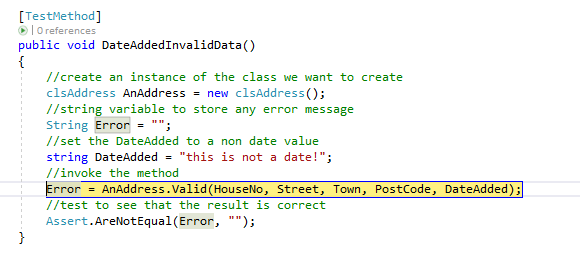 [TestMethod]
| 0 references
public void DateAddedInvalidData()
{
//create an instance of the class we want to create
clsAddress AnAddress = new clsAddress();
//string variable to store any error message
String Error = "";
//set the DateAdded to a non date value
string DateAdded = "this is not a date!";
//invoke the method
Error = AnAddress.Valid(HouseNo, Street, Town, PostCode, DateAdded);
//test to see that the result is correct
Assert.AreNotEqual(Error, "");
}